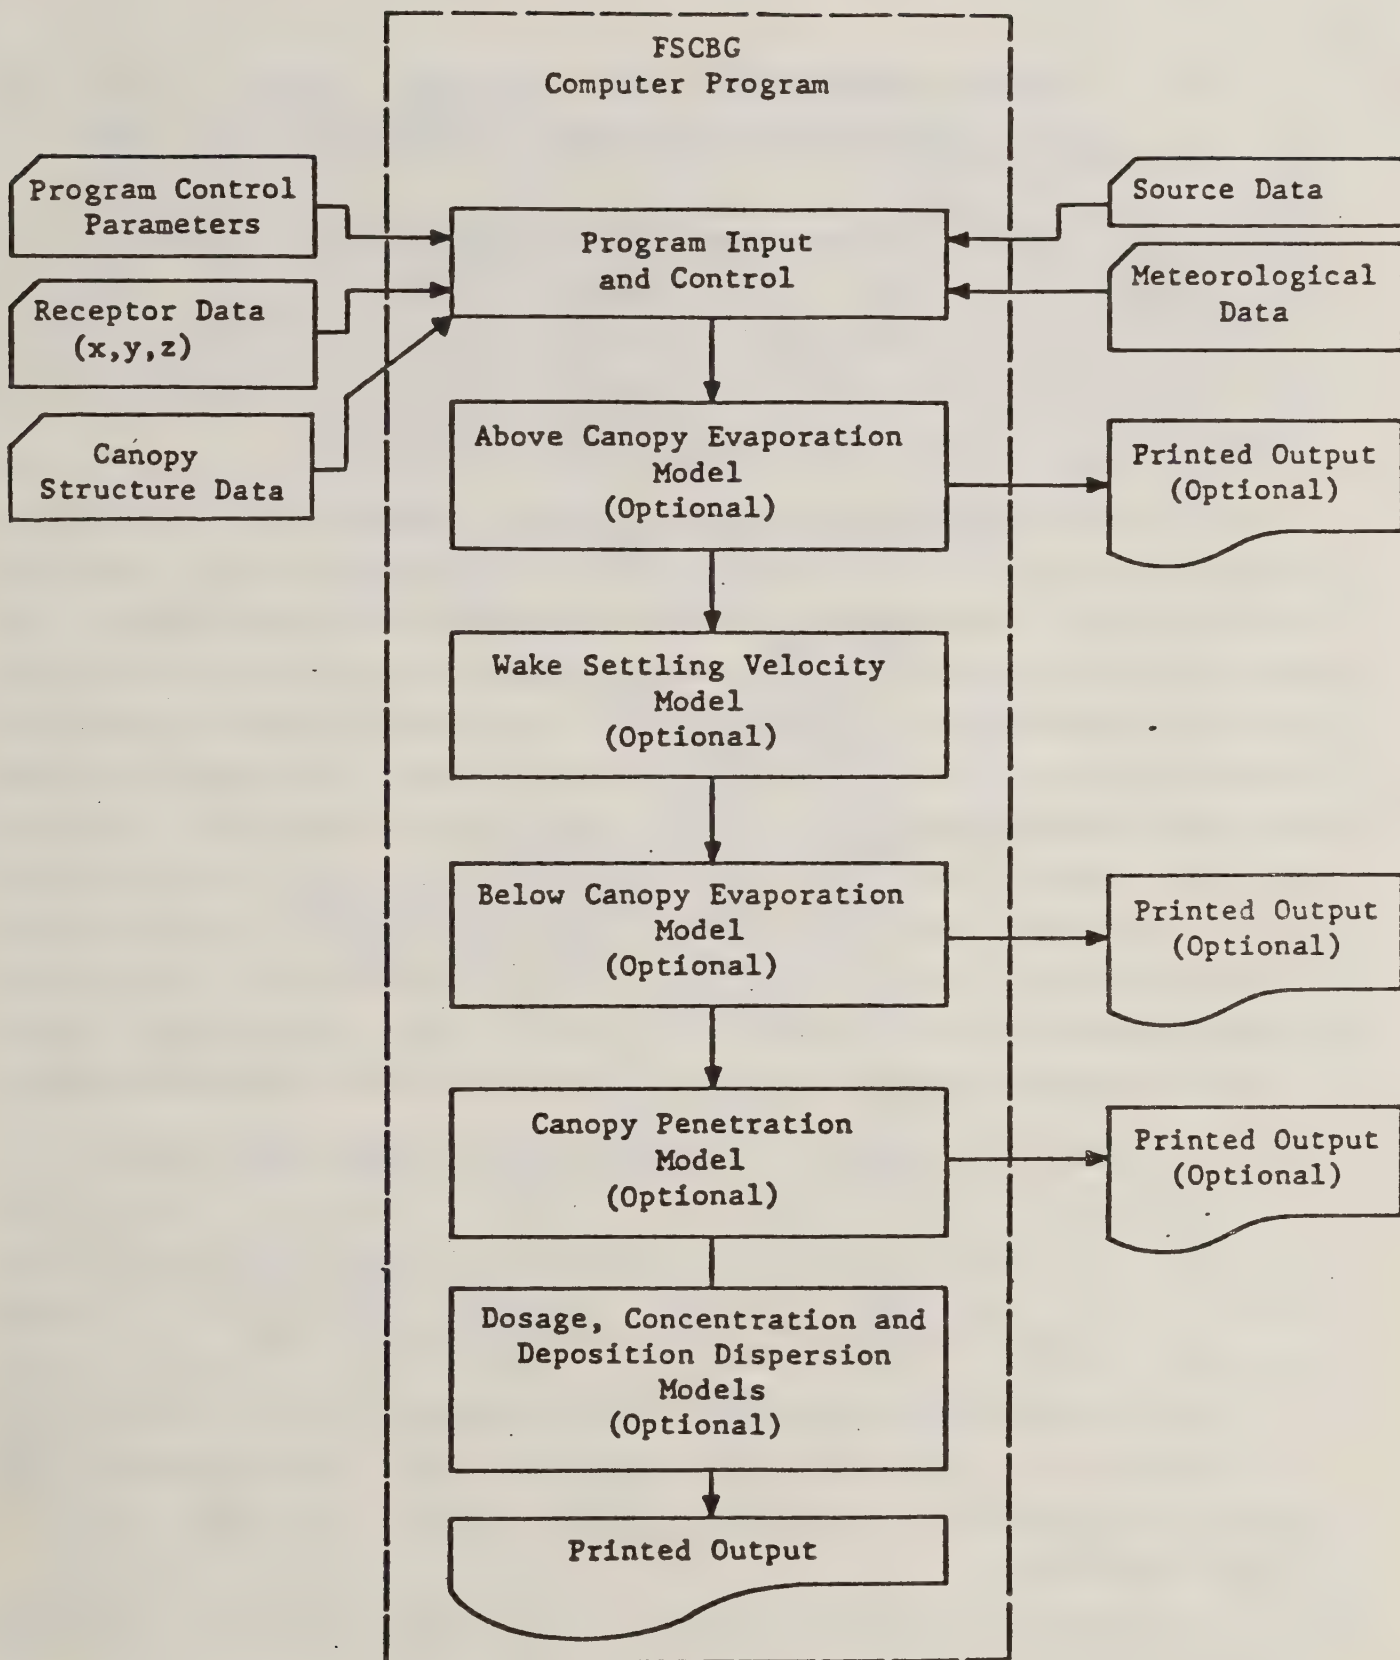 FSCBG
Computer Program
Program Control
Parameters
Receptor Data
(x,y,z)
Canopy
Structure Data
Program Input
and Control
Source Data
Meteorological
Data
Above Canopy Evaporation
Model
(Optional)
Printed Output
(Optional)
Wake Settling Velocity
Model
(Optional)
Below Canopy Evaporation
Model
(Optional)
Printed Output
(Optional)
Canopy Penetration
Model
(Optional)
Printed Output
(Optional)
Dosage, Concentration and
Deposition Dispersion
Models
(Optional)
Printed Output